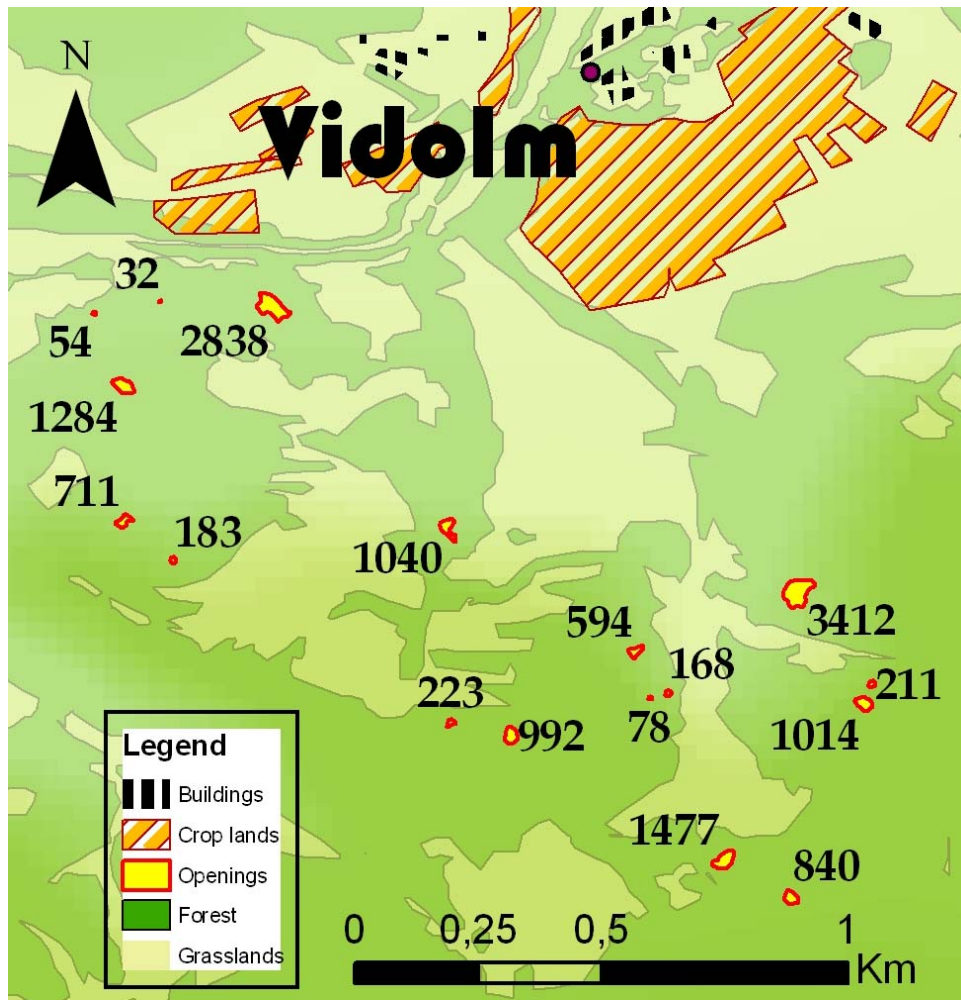 N
Vidolm
32
54
2838
1284
711
183
1040
594
3412
168
211
223
78
992
1014
1477
840
Legend
Buildings
Crop lands
Openings
Forest
Grasslands
0 0,25 0,5 1
Km